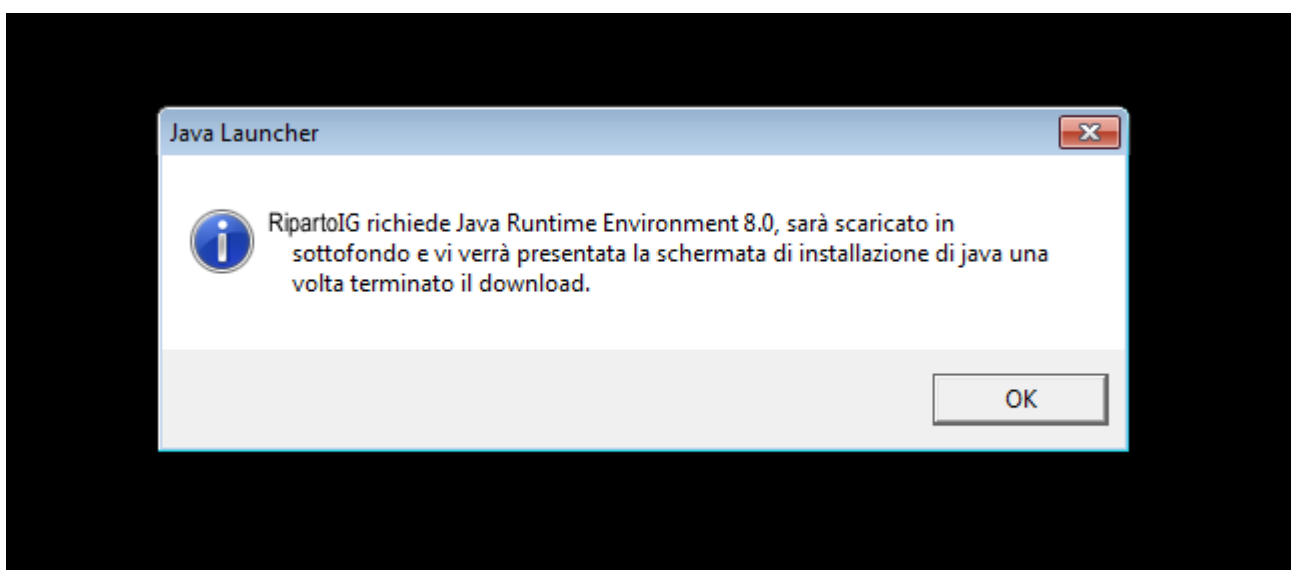 Java Launcher
RipartoIG richiede Java Runtime Environment 8.0, sarà scaricato in
sottofondo e vi verrà presentata la schermata di installazione di java una
volta terminato il download.
OK